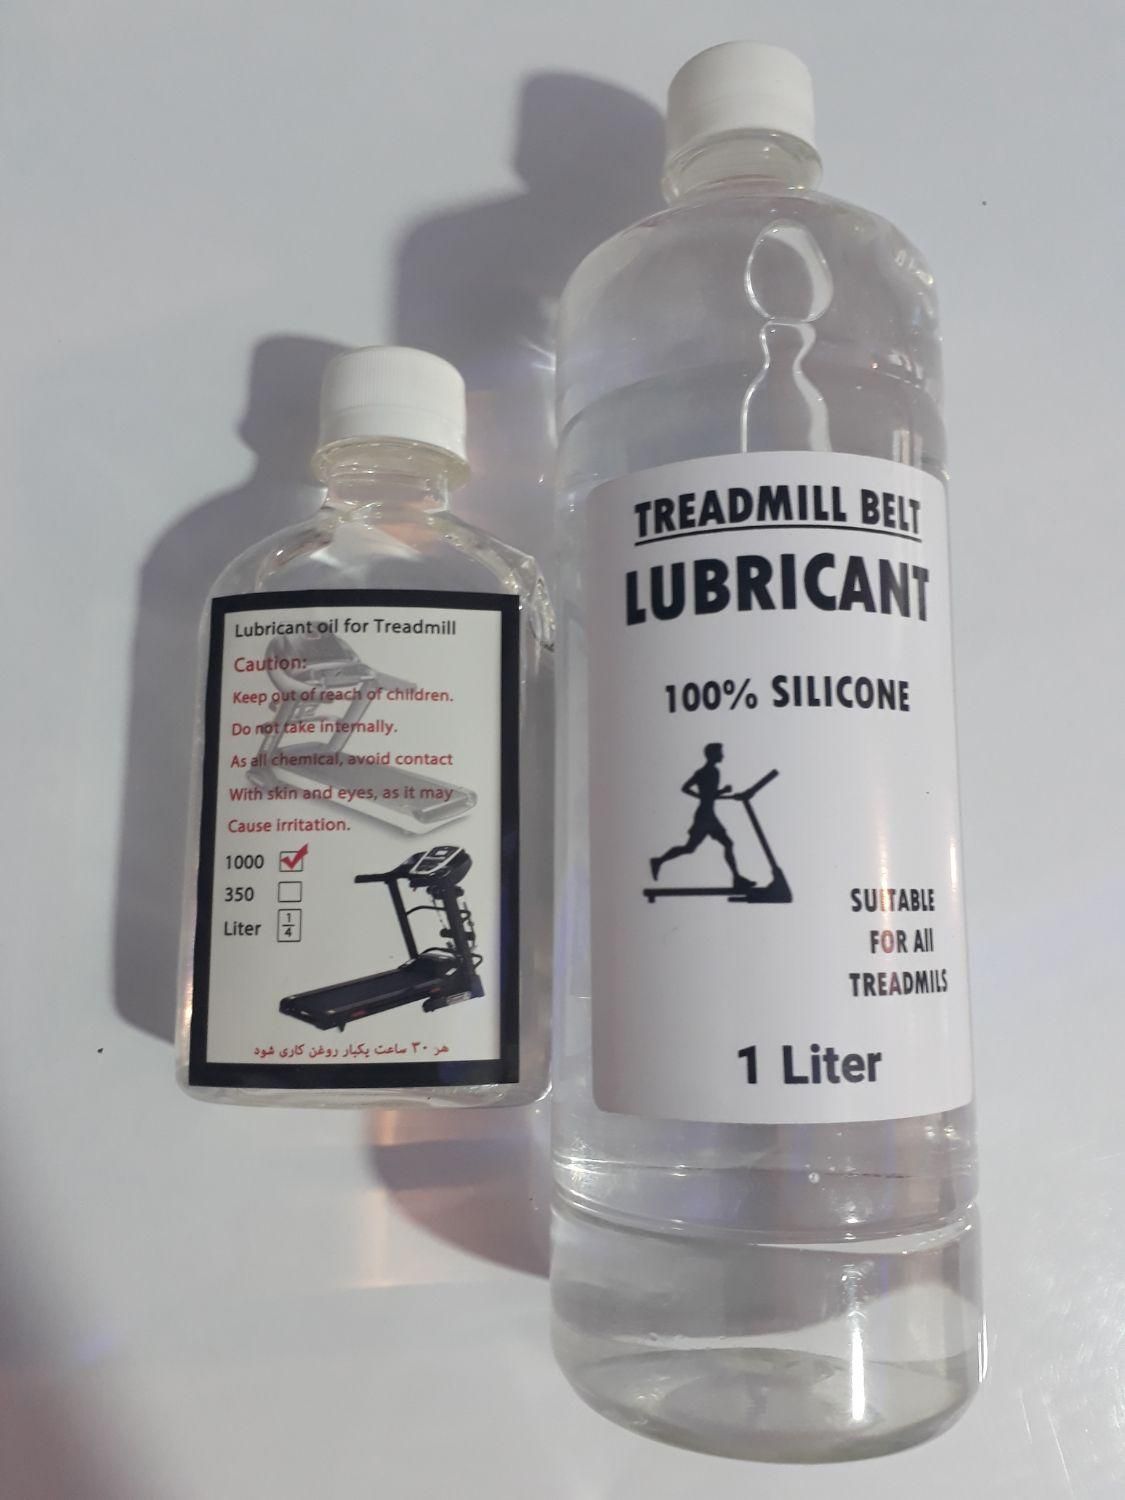 Lubricant oil for Treadmill
Caution:
Keep out of reach of children.
Do not take internally.
As all chemical, avoid contact
With skin and eyes, as it may
Cause irritation.
1000
350
Liter 1/4
هر ۳۰ ساعت یکبار روغن کاری شود
TREADMILL BELT
LUBRICANT
100% SILICONE
SUITABLE
FOR All
TREADMILS
1 Liter